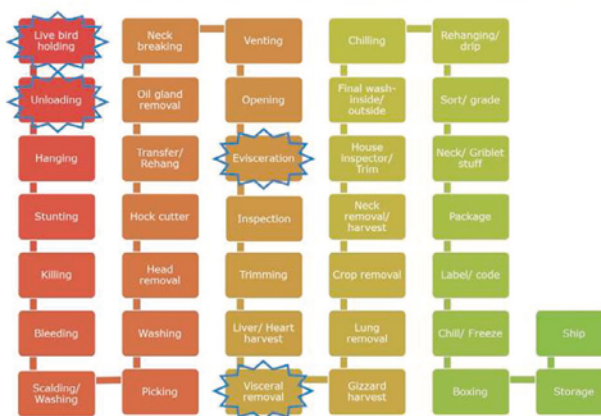 Live bird
holding
Unloading
Hanging
Stunting
Killing
Bleeding
Scalding/
Washing
Picking
Washing
Head
removal
Hock cutter
Transfer/
Rehang
Oil gland
removal
Neck
breaking
Venting
Opening
Evisceration
Inspection
Trimming
Liver/ Heart
harvest
Visceral
removal
Gizzard
harvest
Lung
removal
Crop removal
Neck
removal/
harvest
House
Inspector/
Trim
Final wash-
inside/
outside
Chilling
Rehanging/
drip
Sort/ grade
Neck/ Griblet
stuff
Package
Label/ code
Chill/ Freeze
Boxing
Storage
Ship